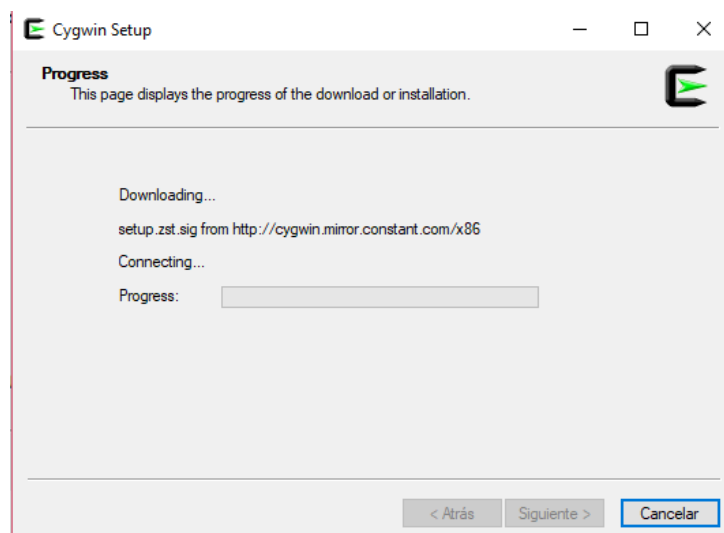 Cygwin Setup
Progress
This page displays the progress of the download or installation.
Downloading...
setup.zst.sig from http://cygwin.mirror.constant.com/x86
Connecting...
Progress:
< Atrás
Siguiente >
Cancelar